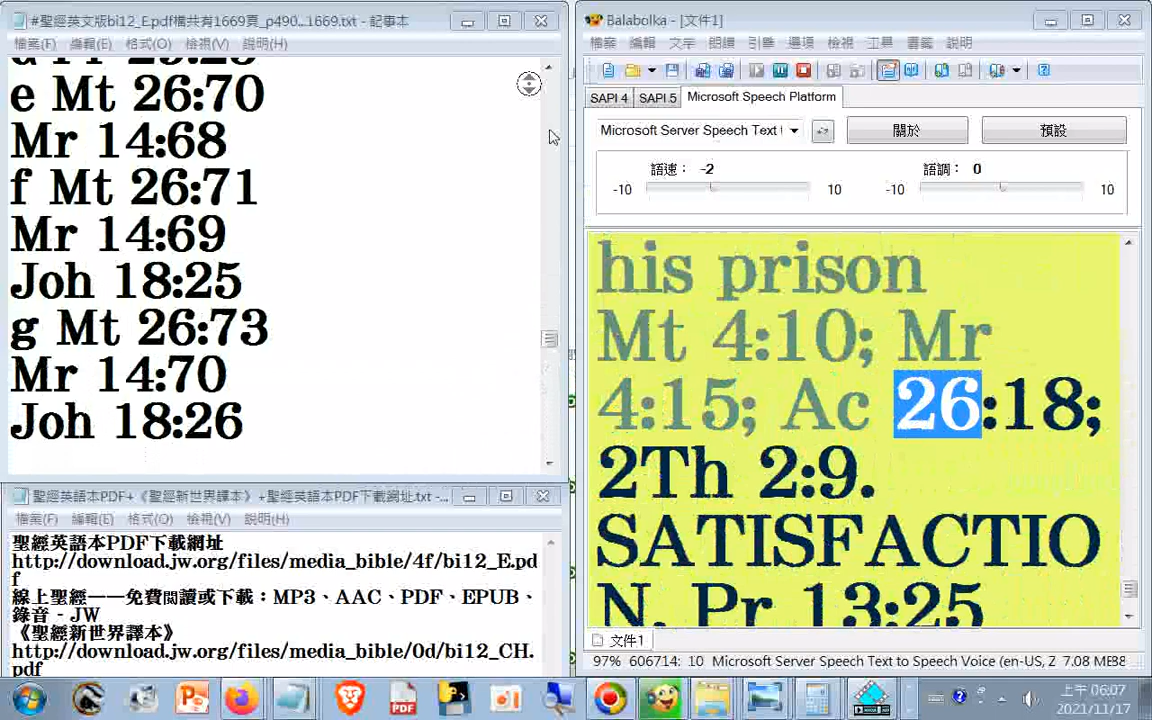 #聖經英文版bi12_E.pdf橫共有1669頁_p490...1669.txt - 記事本
檔案(F) 編輯(E) 格式(O) 檢視(V) 說明(H)
e Mt 26:70
Mr 14:68
f Mt 26:71
Mr 14:69
Joh 18:25
g Mt 26:73
Mr 14:70
Joh 18:26
聖經英語本PDF+《聖經新世界譯本》+聖經英語本PDF下載網址.txt - ...
檔案(F) 編輯(E) 格式(O) 檢視(V) 說明(H)
聖經英語本PDF下載網址
http://download.jw.org/files/media_bible/4f/bi12_E.pd
f
線上聖經——免費閱讀或下載：MP3、AAC、PDF、EPUB、
錄音 - JW
《聖經新世界譯本》
http://download.jw.org/files/media_bible/0d/bi12_CH.
pdf
Balabolka - [文件1]
檔案 編輯 文字 朗讀 引擎 選項 檢視 工具 書籤 說明
SAPI 4 SAPI 5 Microsoft Speech Platform
Microsoft Server Speech Text 關於 預設
語速： -2 語調： 0
-10 10 -10 10
his prison
Mt 4:10; Mr
4:15; Ac 26:18;
2Th 2:9.
SATISFACTIO
N, Pr 13:25
文件1
97% 606714: 10 Microsoft Server Speech Text to Speech Voice (en-US, Z 7.08 MB
上午 06:07
2021/11/17